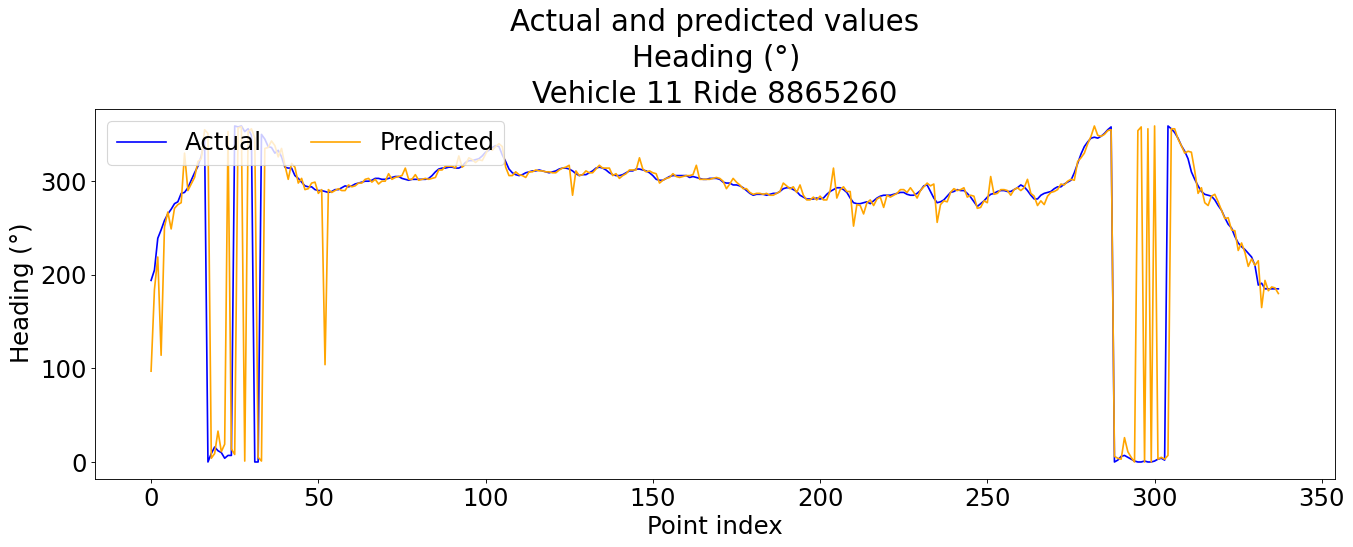 Actual and predicted values
Heading (°)
Vehicle 11 Ride 8865260
Actual Predicted
Heading (°)
300
200
100
0
0 50 100 150 200 250 300 350
Point index